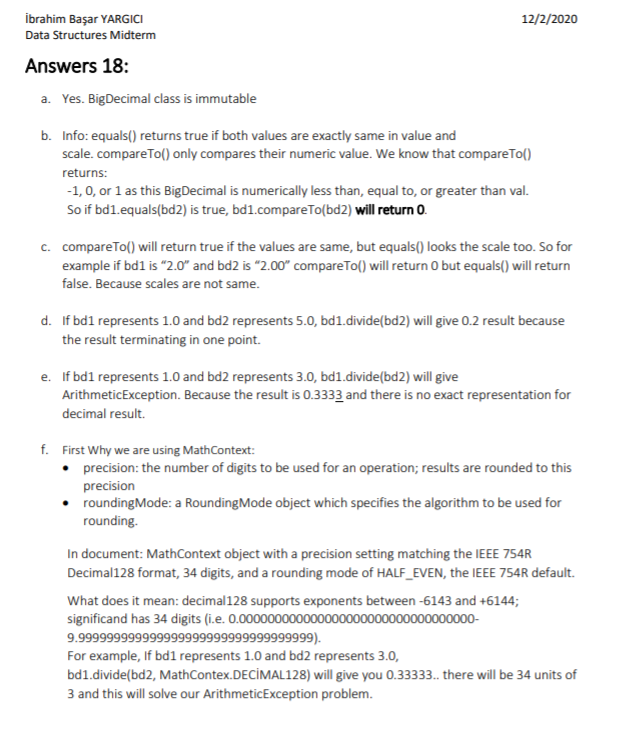 İbrahim Başar YARGICI 12/2/2020
Data Structures Midterm
Answers 18:
a. Yes. BigDecimal class is immutable
b. Info: equals() returns true if both values are exactly same in value and
scale. compareTo() only compares their numeric value. We know that compareTo()
returns:
-1, 0, or 1 as this BigDecimal is numerically less than, equal to, or greater than val.
So if bd1.equals(bd2) is true, bd1.compareTo(bd2) will return 0.
c. compareTo() will return true if the values are same, but equals() looks the scale too. So for
example if bd1 is “2.0” and bd2 is “2.00” compareTo() will return 0 but equals() will return
false. Because scales are not same.
d. If bd1 represents 1.0 and bd2 represents 5.0, bd1.divide(bd2) will give 0.2 result because
the result terminating in one point.
e. If bd1 represents 1.0 and bd2 represents 3.0, bd1.divide(bd2) will give
ArithmeticException. Because the result is 0.3333 and there is no exact representation for
decimal result.
f. First Why we are using MathContext:
• precision: the number of digits to be used for an operation; results are rounded to this
precision
• roundingMode: a RoundingMode object which specifies the algorithm to be used for
rounding.
In document: MathContext object with a precision setting matching the IEEE 754R
Decimal128 format, 34 digits, and a rounding mode of HALF_EVEN, the IEEE 754R default.
What does it mean: decimal128 supports exponents between -6143 and +6144;
significand has 34 digits (i.e. 0.000000000000000000000000000000000-
9.999999999999999999999999999999999).
For example, If bd1 represents 1.0 and bd2 represents 3.0,
bd1.divide(bd2, MathContex.DECİMAL128) will give you 0.33333.. there will be 34 units of
3 and this will solve our ArithmeticException problem.